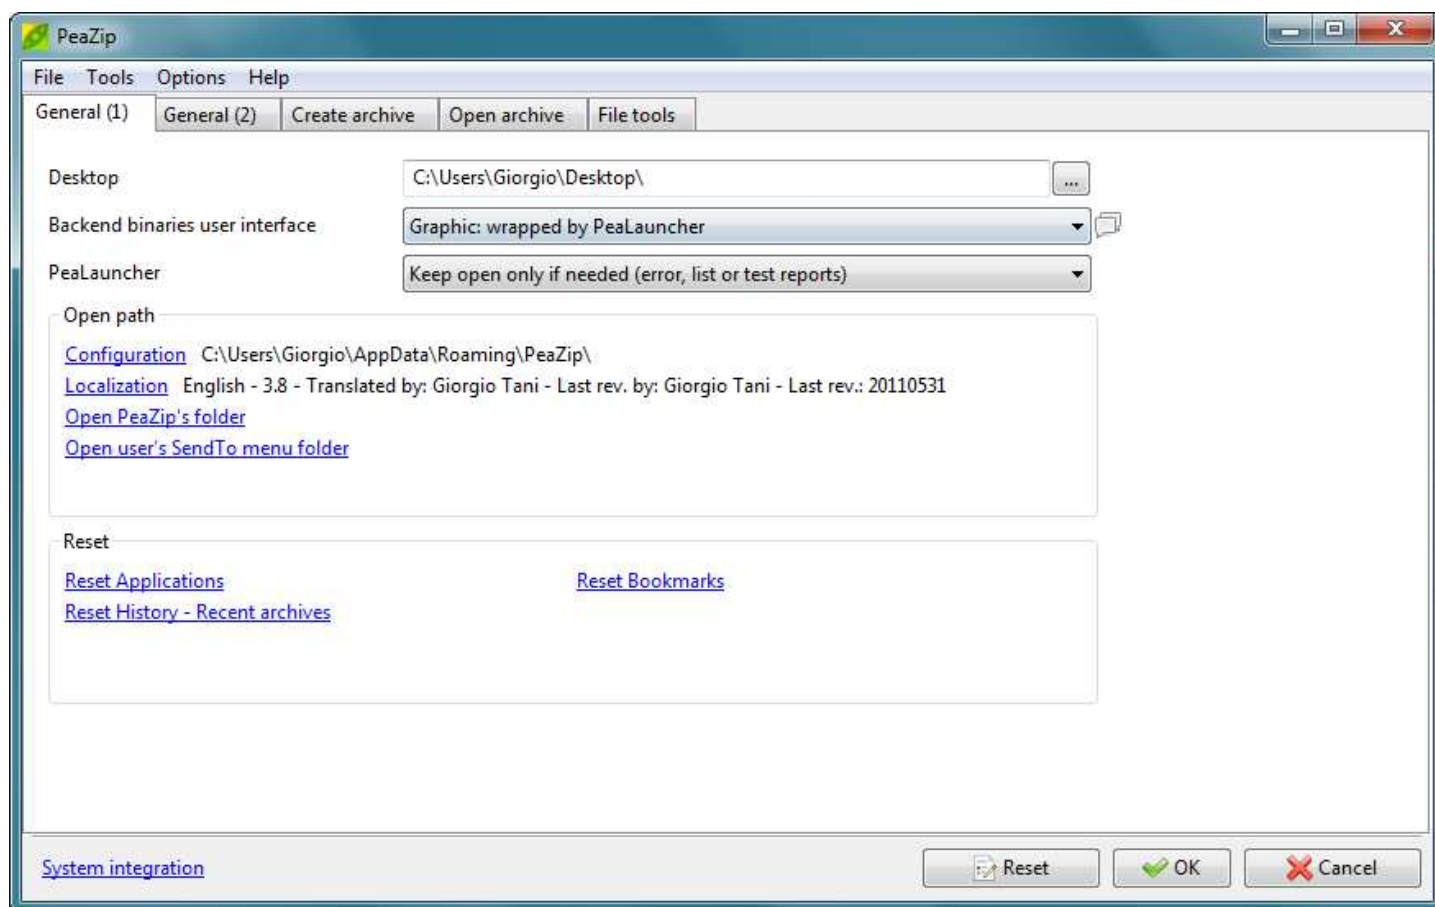 PeaZip
File Tools Options Help
General (1) General (2) Create archive Open archive File tools
Desktop C:\Users\Giorgio\Desktop\ ...
Backend binaries user interface Graphic: wrapped by PeaLauncher
PeaLauncher Keep open only if needed (error, list or test reports)
Open path
Configuration C:\Users\Giorgio\AppData\Roaming\PeaZip\
Localization English - 3.8 - Translated by: Giorgio Tani - Last rev. by: Giorgio Tani - Last rev.: 20110531
Open PeaZip's folder
Open user's SendTo menu folder
Reset
Reset Applications Reset Bookmarks
Reset History - Recent archives
System integration Reset OK Cancel